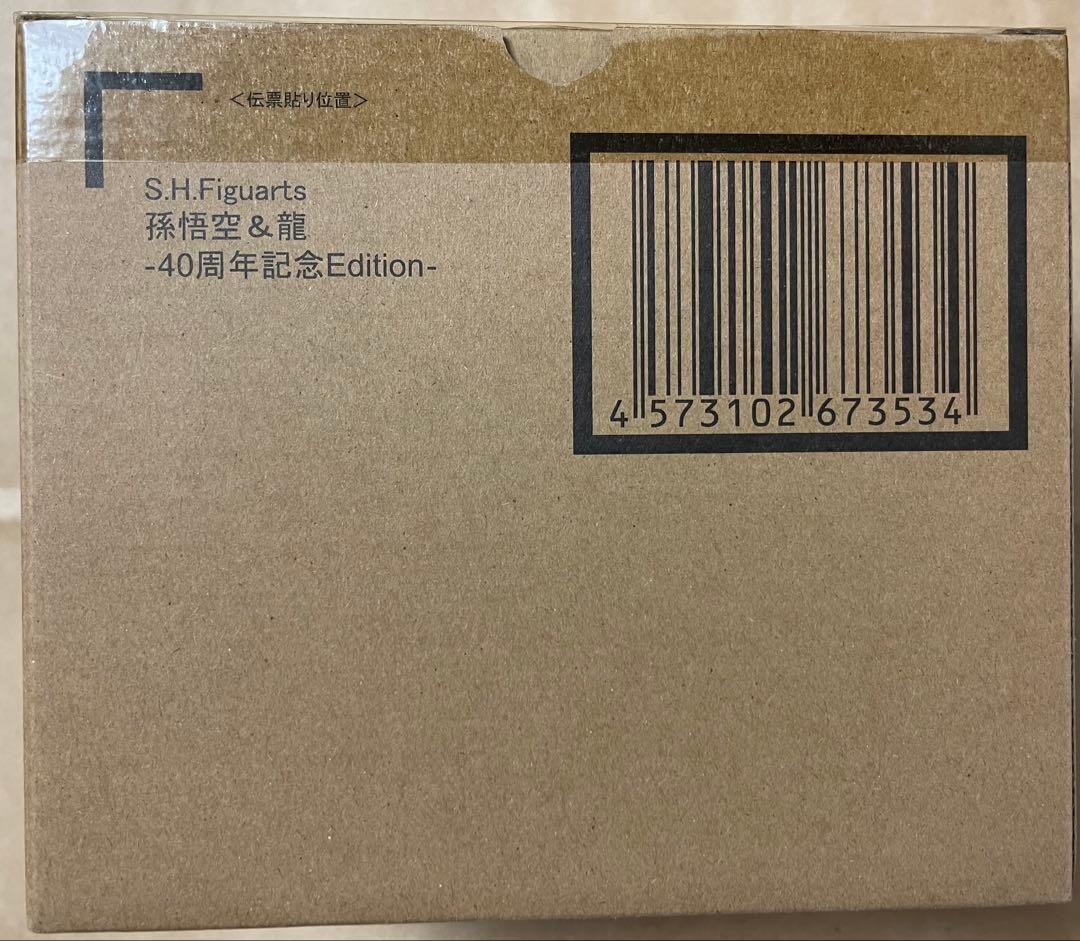 ＜伝票貼り位置＞
S.H.Figuarts
孫悟空＆龍
-40周年記念Edition-
4 573102 673534